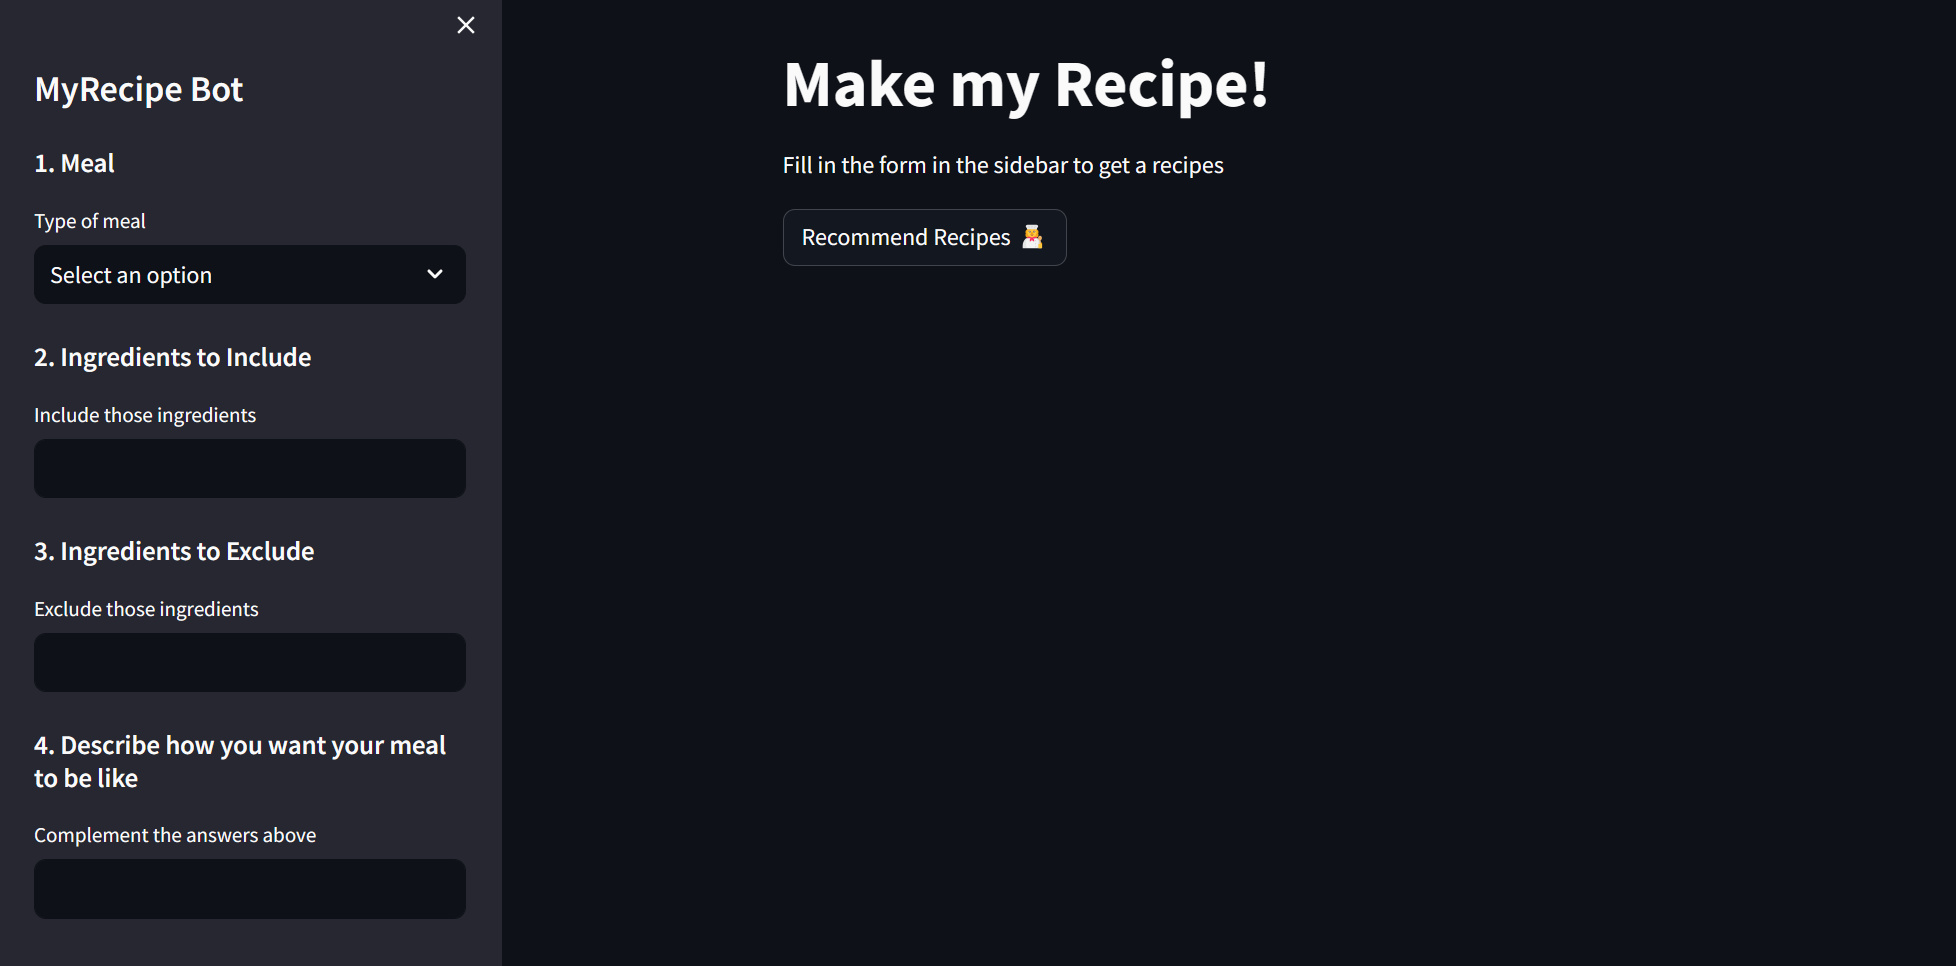 MyRecipe Bot
1. Meal
Type of meal
Select an option
2. Ingredients to Include
Include those ingredients
3. Ingredients to Exclude
Exclude those ingredients
4. Describe how you want your meal
to be like
Complement the answers above
Make my Recipe!
Fill in the form in the sidebar to get a recipes
Recommend Recipes